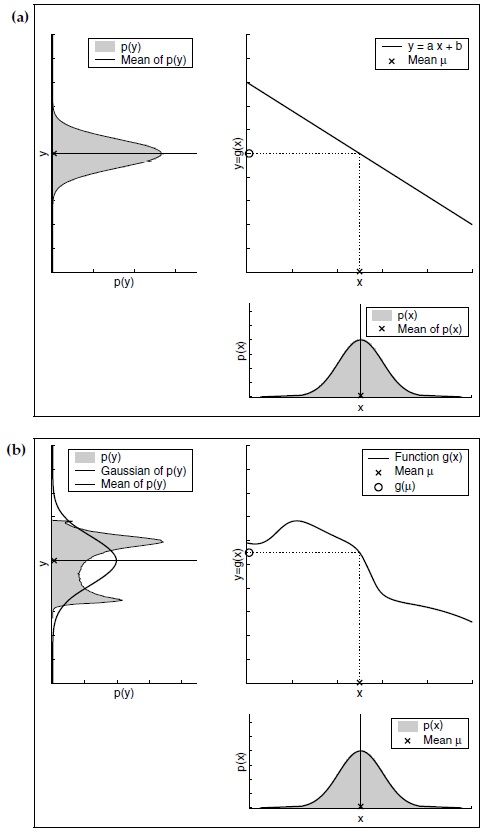 (a)
p(y)
Mean of p(y)
y
p(y)
y = a x + b
Mean µ
y=g(x)
x
p(x)
Mean of p(x)
p(x)
x
(b)
p(y)
Gaussian of p(y)
Mean of p(y)
y
p(y)
Function g(x)
Mean µ
g(µ)
y=g(x)
x
p(x)
Mean µ
p(x)
x